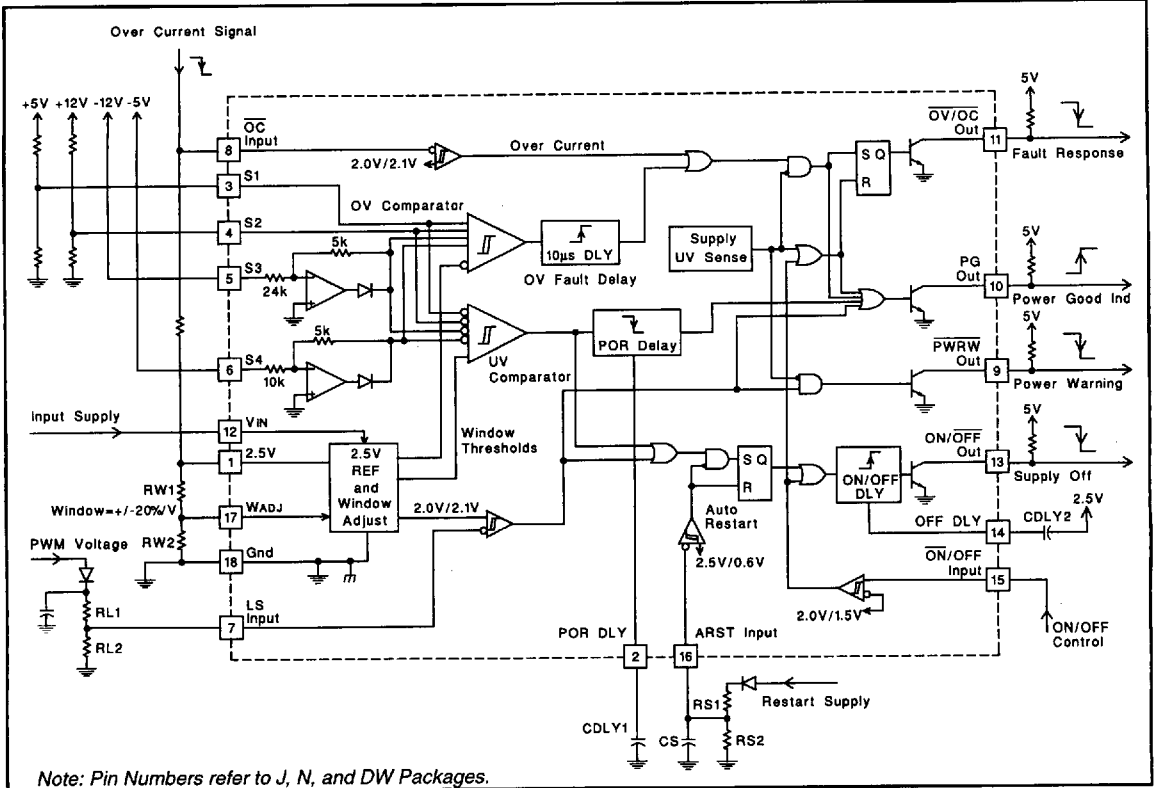 Over Current Signal
+5V +12V -12V -5V
OC Input
8
2.0V/2.1V
Over Current
S Q
R
OV/OC Out
11
5V
Fault Response
3
S1
OV Comparator
4
S2
5
S3
24k
5k
10µs DLY
OV Fault Delay
Supply
UV Sense
PG
Out
10
5V
Power Good Ind
6
S4
10k
5k
UV
Comparator
POR Delay
PWRW
Out
9
5V
Power Warning
Input Supply
12
VIN
1
2.5V
2.5V
REF
and
Window
Adjust
Window
Thresholds
S Q
R
ON/OFF
DLY
ON/OFF
Out
13
5V
Supply Off
RW1
Window=+/-20%/V
17
WADJ
2.0V/2.1V
Auto
Restart
OFF DLY
14
CDLY2
2.5V
RW2
18
Gnd
2.5V/0.6V
ON/OFF
Input
15
PWM Voltage
LS
Input
7
RL1
RL2
2.0V/1.5V
ON/OFF
Control
POR DLY
2
ARST Input
16
CDLY1
CS
RS1
RS2
Restart Supply
Note: Pin Numbers refer to J, N, and DW Packages.